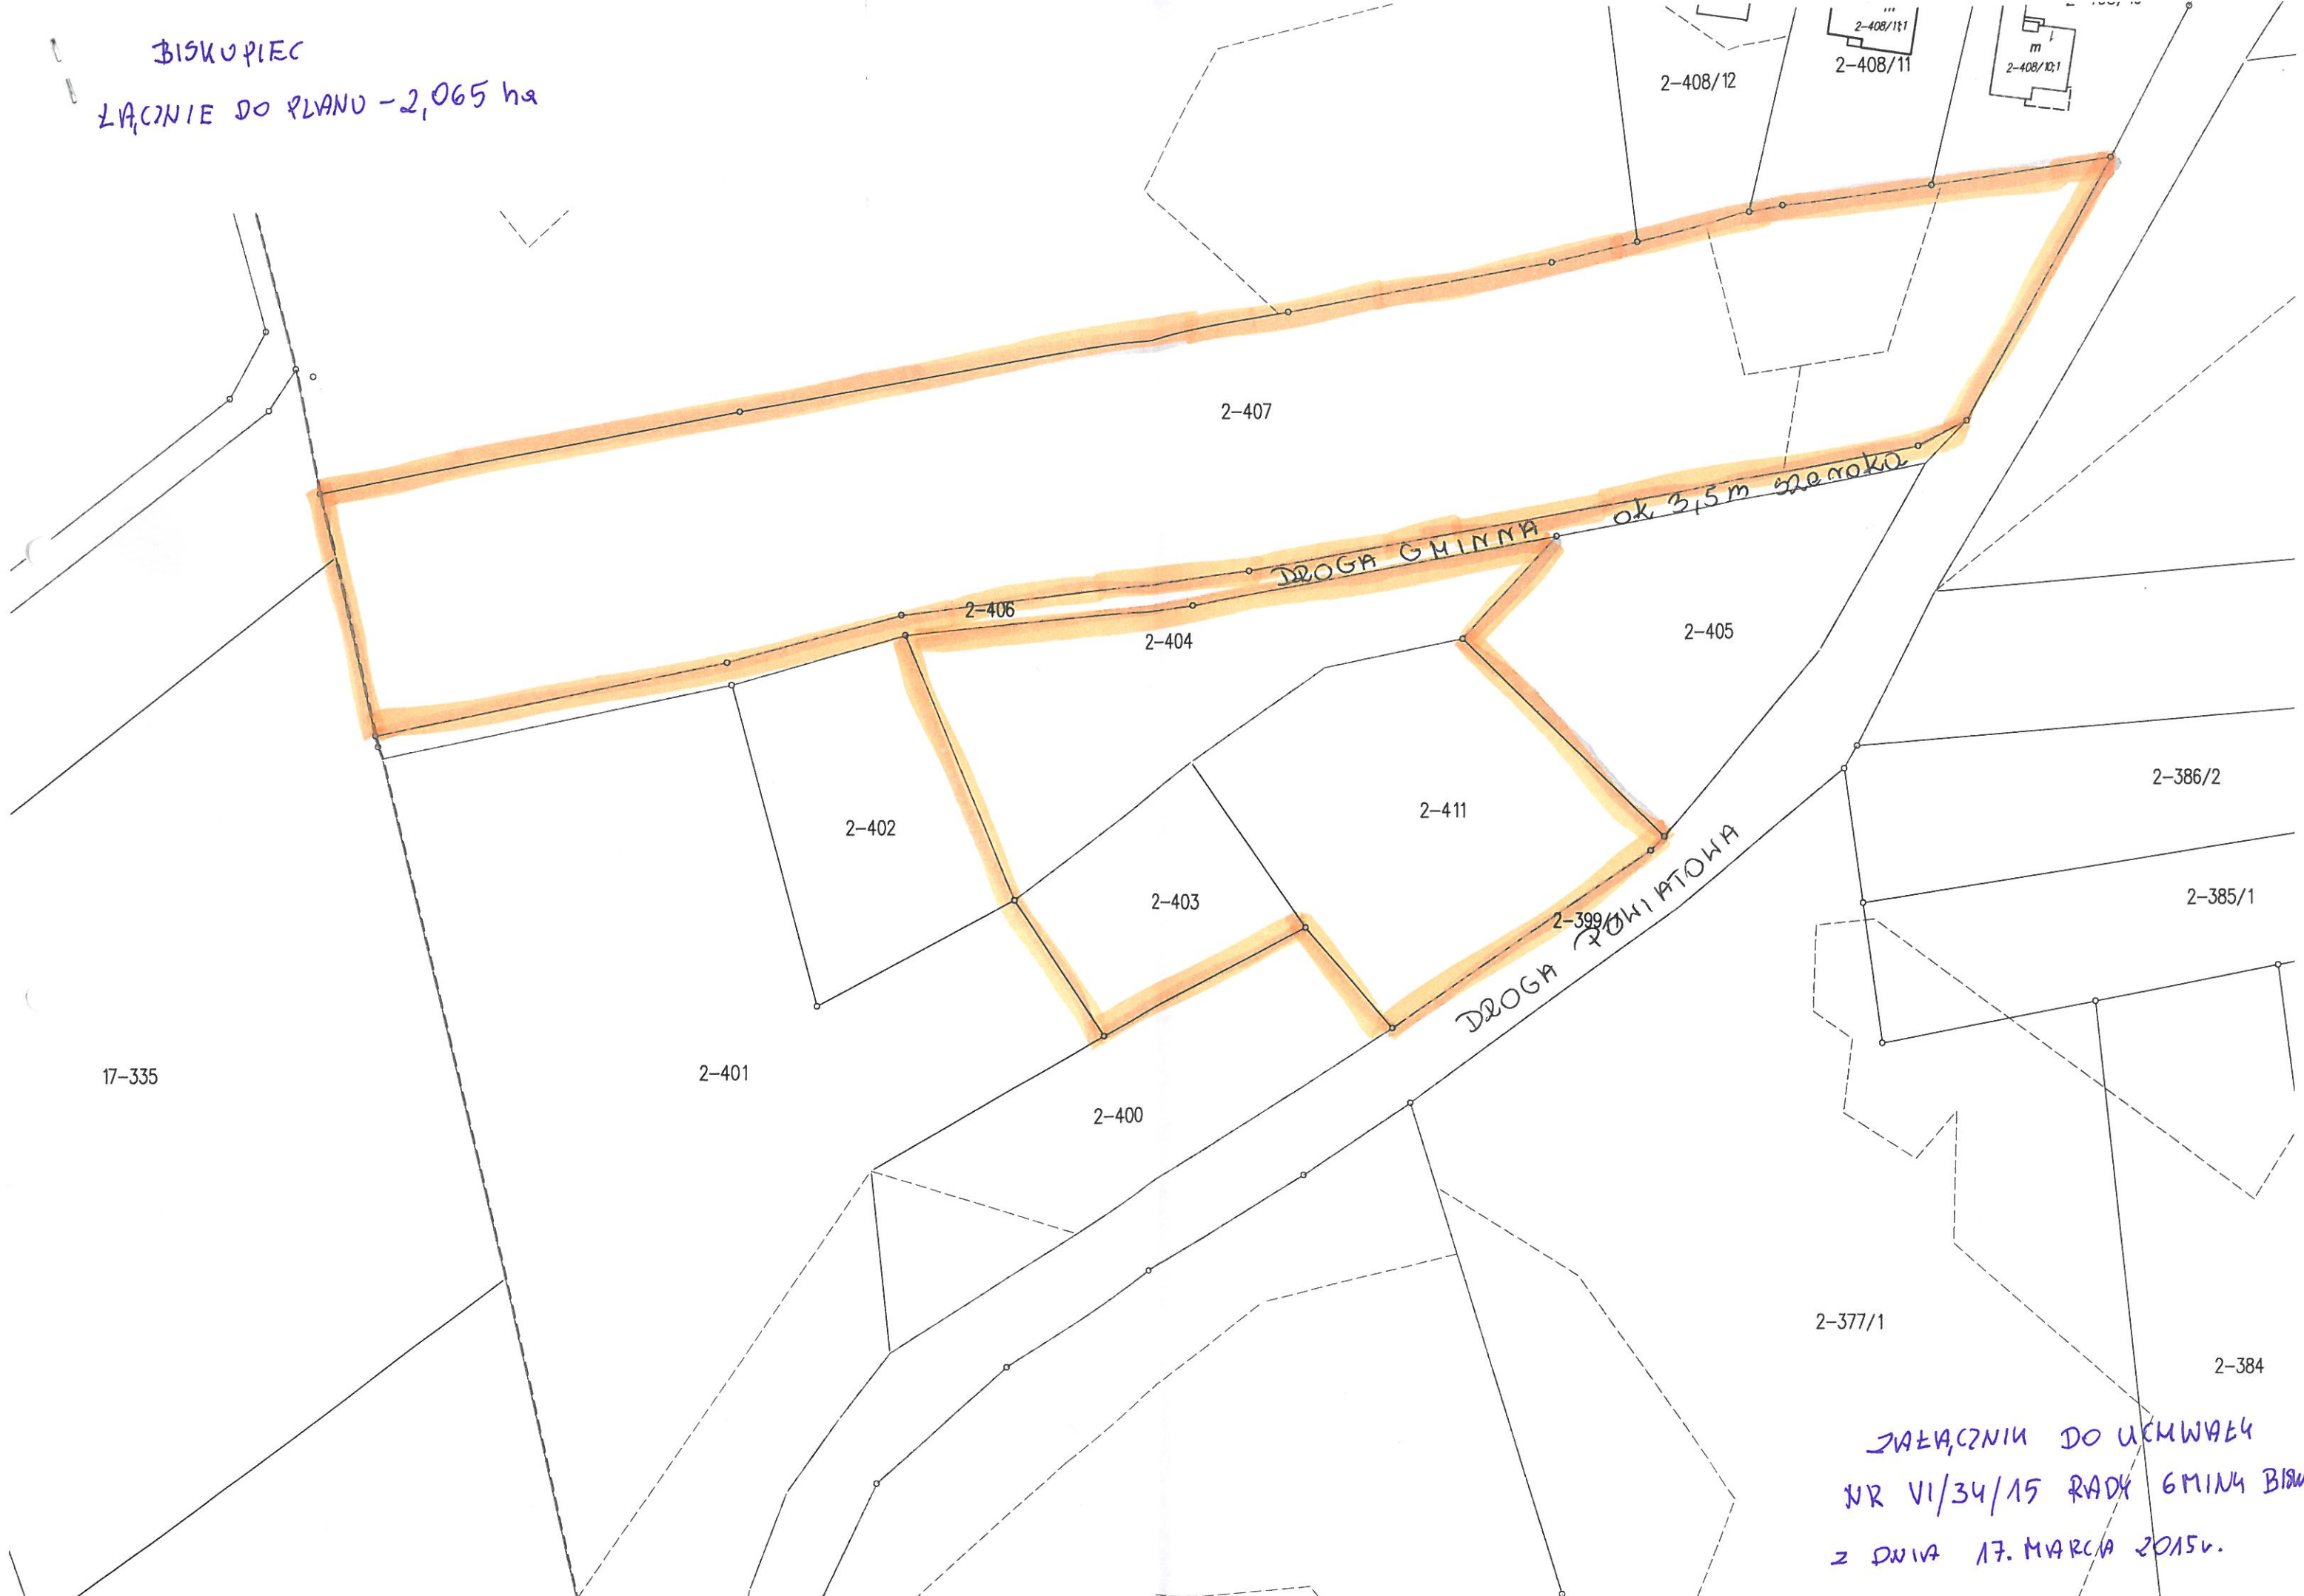 BISKUPIEC
ŁĄCZNIE DO PLANU - 2,065 ha
2-408/12
2-408/11
2-408/11;1
m
2-408/10;1
2-407
DROGA GMINNA ok 3,5 m szeroka
2-406
2-404
2-405
2-402
2-411
2-403
2-386/2
2-385/1
DROGA POWIATOWA
17-335
2-401
2-400
2-377/1
2-384
ZAŁĄCZNIK DO UCHWAŁY
NR VI/34/15 RADY GMINY
Z DNIA 17. MARCA 2015r.